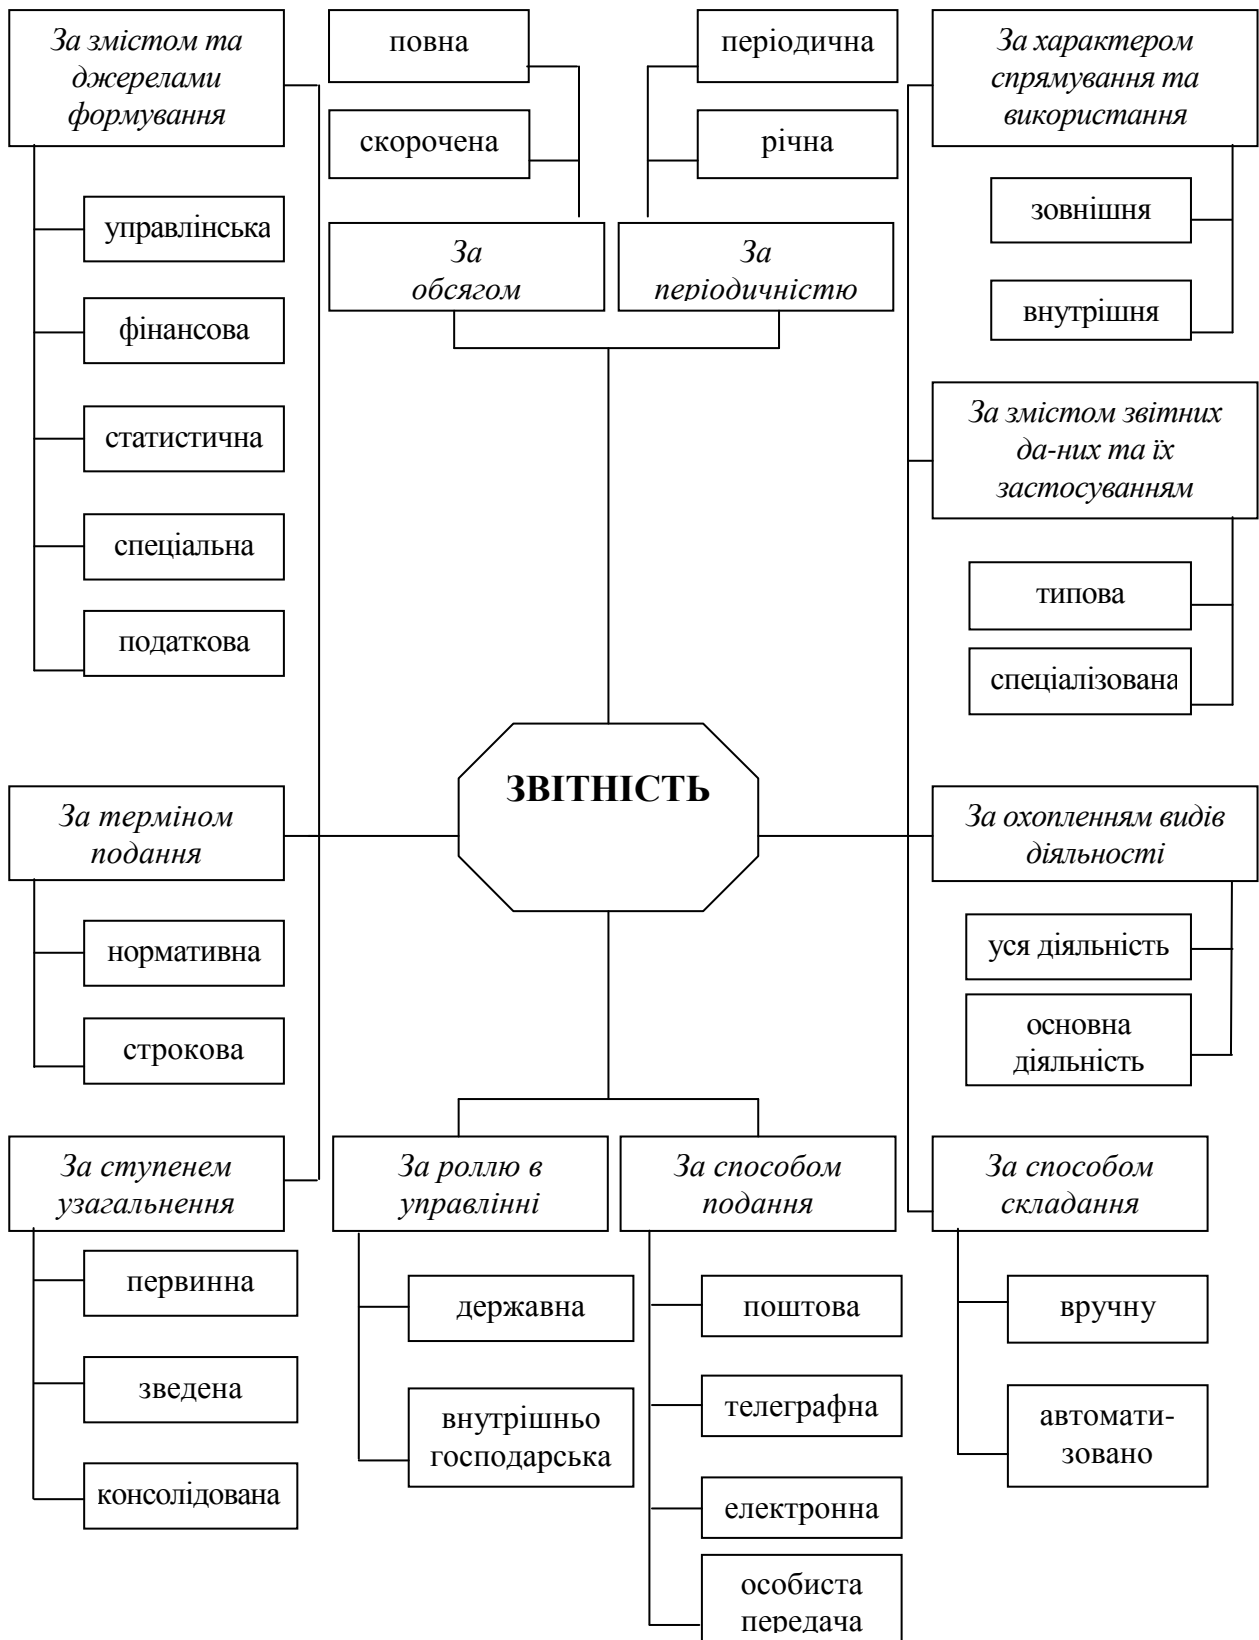 За змістом та
джерелами
формування
управлінська
фінансова
статистична
спеціальна
податкова
повна
скорочена
За
обсягом
періодична
річна
За
періодичністю
За характером
спрямування та
використання
зовнішня
внутрішня
За змістом звітних
да-них та їх
застосуванням
типова
спеціалізована
ЗВІТНІСТЬ
За терміном
подання
нормативна
строкова
За охопленням видів
діяльності
уся діяльність
основна
діяльність
За ступенем
узагальнення
первинна
зведена
консолідована
За роллю в
управлінні
державна
внутрішньо
господарська
За способом
подання
поштова
телеграфна
електронна
особиста
передача
За способом
складання
вручну
автомати-
зовано